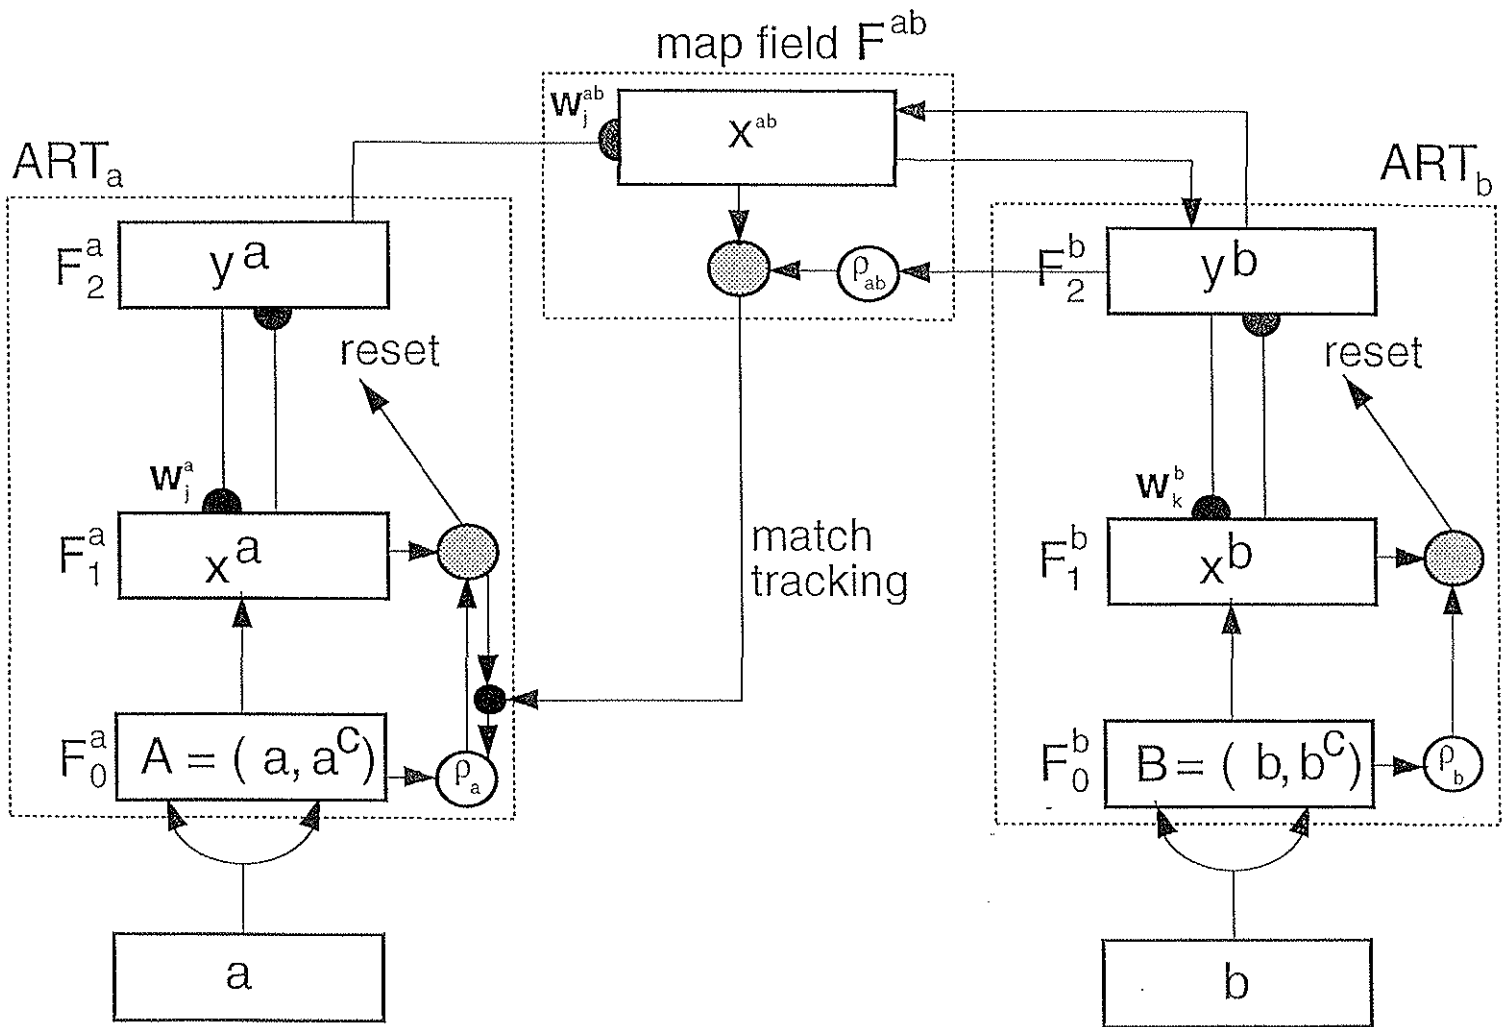 map field F^ab
w_j^ab
x^ab
ART_a
ART_b
F_2^a
y^a
ρ_ab
F_2^b
y^b
reset
reset
w_j^a
w_k^b
F_1^a
x^a
match
tracking
F_1^b
x^b
F_0^a
A = ( a, a^c)
ρ_a
F_0^b
B = ( b, b^c)
ρ_b
a
b